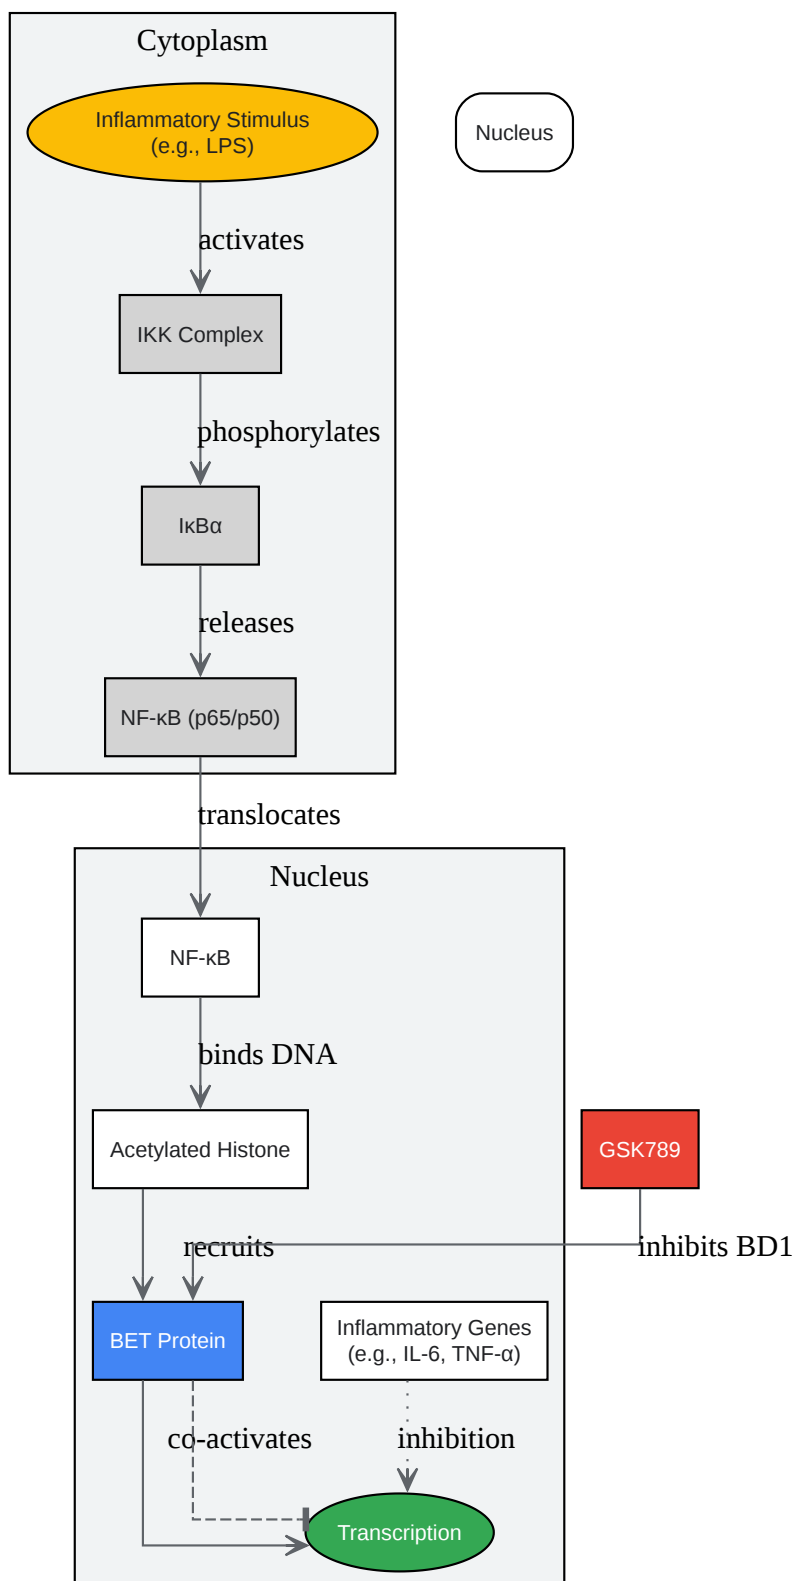 Cytoplasm
Inflammatory Stimulus
(e.g., LPS)
Nucleus
activates
IKK Complex
phosphorylates
IκBα
releases
NF-κB (p65/p50)
translocates
Nucleus
NF-κB
binds DNA
Acetylated Histone
GSK789
recruits
inhibits BD1
BET Protein
Inflammatory Genes
(e.g., IL-6, TNF-α)
co-activates
inhibition
Transcription